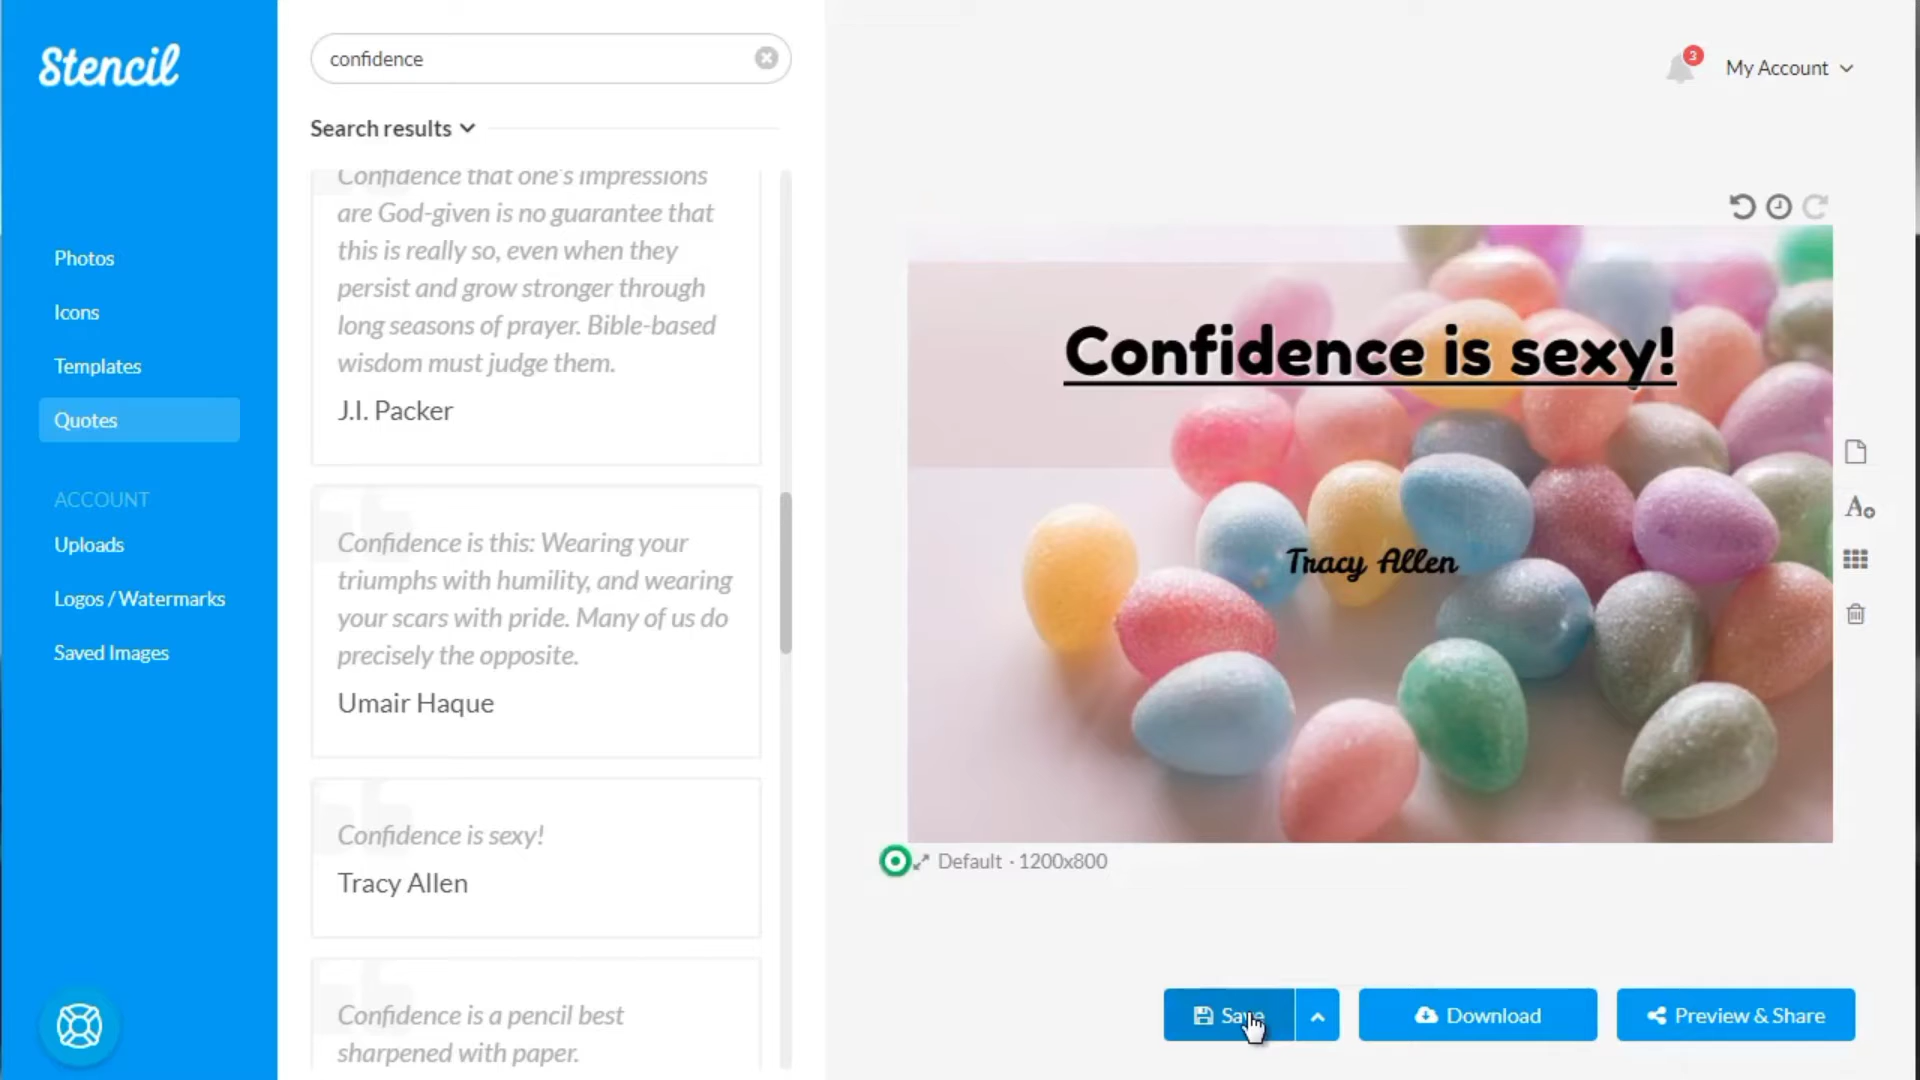 Stencil
Photos
Icons
Templates
Quotes
ACCOUNT
Uploads
Logos / Watermarks
Saved Images
confidence
Search results
Confidence that one's impressions
are God-given is no guarantee that
this is really so, even when they
persist and grow stronger through
long seasons of prayer. Bible-based
wisdom must judge them.
J.I. Packer
Confidence is this: Wearing your
triumphs with humility, and wearing
your scars with pride. Many of us do
precisely the opposite.
Umair Haque
Confidence is sexy!
Tracy Allen
Confidence is a pencil best
sharpened with paper.
3
My Account
Confidence is sexy!
Tracy Allen
Default · 1200x800
Save
Download
Preview & Share